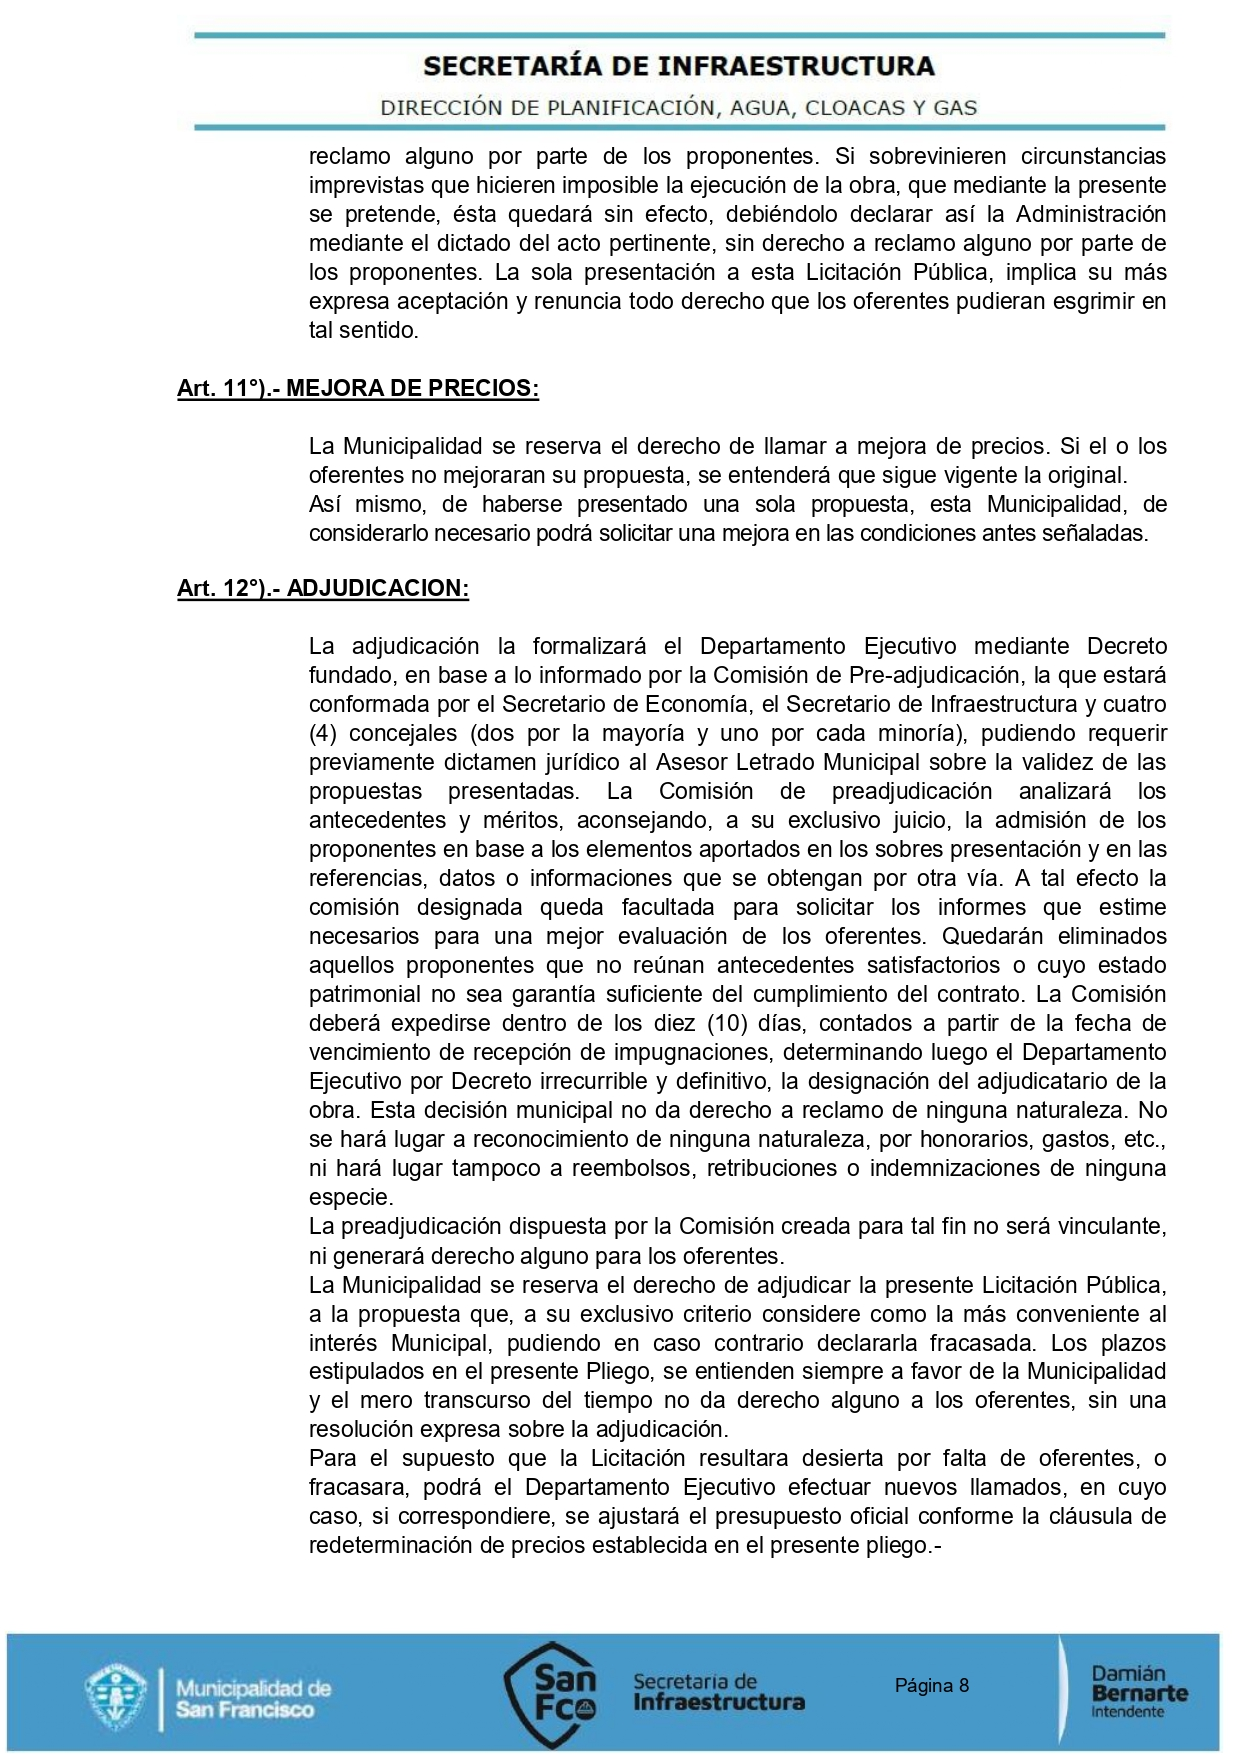 SECRETARÍA DE INFRAESTRUCTURA
DIRECCIÓN DE PLANIFICACIÓN, AGUA, CLOACAS Y GAS
reclamo alguno por parte de los proponentes. Si sobrevinieren circunstancias
imprevistas que hicieren imposible la ejecución de la obra, que mediante la presente
se pretende, ésta quedará sin efecto, debiéndolo declarar así la Administración
mediante el dictado del acto pertinente, sin derecho a reclamo alguno por parte de
los proponentes. La sola presentación a esta Licitación Pública, implica su más
expresa aceptación y renuncia todo derecho que los oferentes pudieran esgrimir en
tal sentido.
Art. 11°).- MEJORA DE PRECIOS:
La Municipalidad se reserva el derecho de llamar a mejora de precios. Si el o los
oferentes no mejoraran su propuesta, se entenderá que sigue vigente la original.
Así mismo, de haberse presentado una sola propuesta, esta Municipalidad, de
considerarlo necesario podrá solicitar una mejora en las condiciones antes señaladas.
Art. 12°).- ADJUDICACION:
La adjudicación la formalizará el Departamento Ejecutivo mediante Decreto
fundado, en base a lo informado por la Comisión de Pre-adjudicación, la que estará
conformada por el Secretario de Economía, el Secretario de Infraestructura y cuatro
(4) concejales (dos por la mayoría y uno por cada minoría), pudiendo requerir
previamente dictamen jurídico al Asesor Letrado Municipal sobre la validez de las
propuestas presentadas. La Comisión de preadjudicación analizará los
antecedentes y méritos, aconsejando, a su exclusivo juicio, la admisión de los
proponentes en base a los elementos aportados en los sobres presentación y en las
referencias, datos o informaciones que se obtengan por otra vía. A tal efecto la
comisión designada queda facultada para solicitar los informes que estime
necesarios para una mejor evaluación de los oferentes. Quedarán eliminados
aquellos proponentes que no reúnan antecedentes satisfactorios o cuyo estado
patrimonial no sea garantía suficiente del cumplimiento del contrato. La Comisión
deberá expedirse dentro de los diez (10) días, contados a partir de la fecha de
vencimiento de recepción de impugnaciones, determinando luego el Departamento
Ejecutivo por Decreto irrecurrible y definitivo, la designación del adjudicatario de la
obra. Esta decisión municipal no da derecho a reclamo de ninguna naturaleza. No
se hará lugar a reconocimiento de ninguna naturaleza, por honorarios, gastos, etc.,
ni hará lugar tampoco a reembolsos, retribuciones o indemnizaciones de ninguna
especie.
La preadjudicación dispuesta por la Comisión creada para tal fin no será vinculante,
ni generará derecho alguno para los oferentes.
La Municipalidad se reserva el derecho de adjudicar la presente Licitación Pública,
a la propuesta que, a su exclusivo criterio considere como la más conveniente al
interés Municipal, pudiendo en caso contrario declararla fracasada. Los plazos
estipulados en el presente Pliego, se entienden siempre a favor de la Municipalidad
y el mero transcurso del tiempo no da derecho alguno a los oferentes, sin una
resolución expresa sobre la adjudicación.
Para el supuesto que la Licitación resultara desierta por falta de oferentes, o
fracasara, podrá el Departamento Ejecutivo efectuar nuevos llamados, en cuyo
caso, si correspondiere, se ajustará el presupuesto oficial conforme la cláusula de
redeterminación de precios establecida en el presente pliego.-
Municipalidad de
San Francisco
San
Fco
Secretaría de
Infraestructura
Página 8
Damián
Bernarte
Intendente